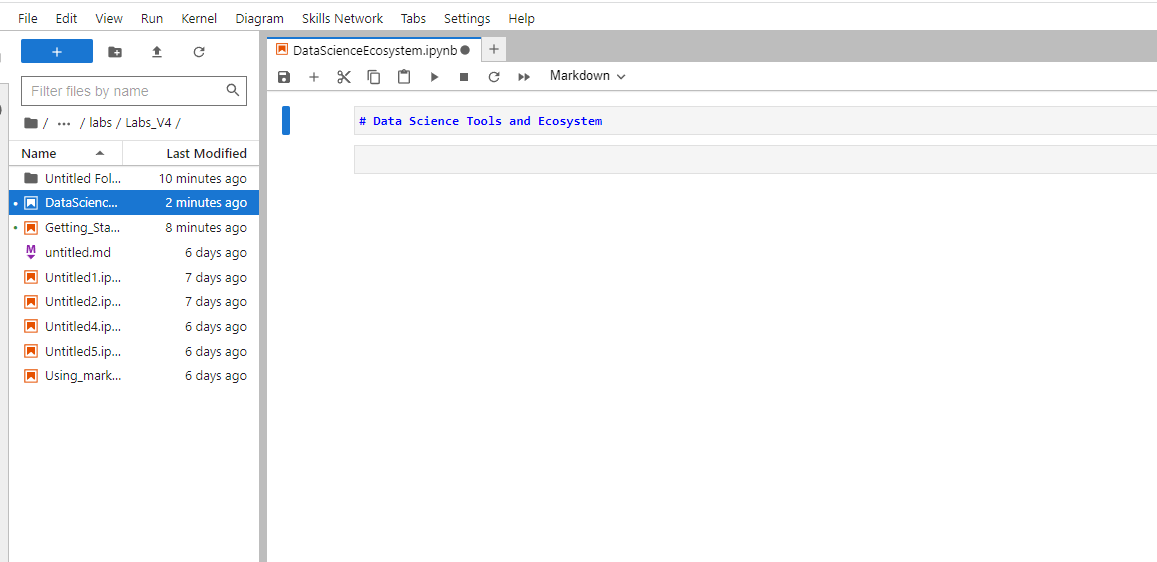 File Edit View Run Kernel Diagram Skills Network Tabs Settings Help
+
Filter files by name
/ ... / labs / Labs_V4 /
Name Last Modified
Untitled Fol... 10 minutes ago
DataScienc... 2 minutes ago
Getting_Sta... 8 minutes ago
M untitled.md 6 days ago
Untitled1.ip... 7 days ago
Untitled2.ip... 7 days ago
Untitled4.ip... 6 days ago
Untitled5.ip... 6 days ago
Using_mark... 6 days ago
DataScienceEcosystem.ipynb +
+ Markdown
# Data Science Tools and Ecosystem